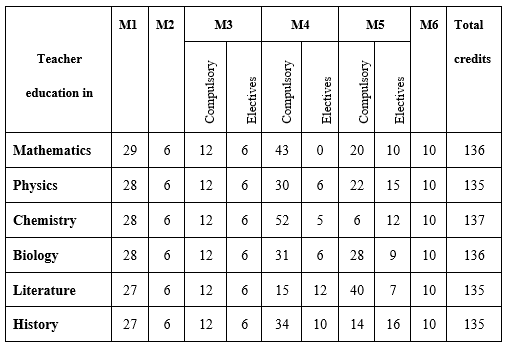 Teacher education in M1 M2 M3 M4 M5 M6 Total credits
Compulsory Electives Compulsory Electives Compulsory Electives
Mathematics 29 6 12 6 43 0 20 10 10 136
Physics 28 6 12 6 30 6 22 15 10 135
Chemistry 28 6 12 6 52 5 6 12 10 137
Biology 28 6 12 6 31 6 28 9 10 136
Literature 27 6 12 6 15 12 40 7 10 135
History 27 6 12 6 34 10 14 16 10 135